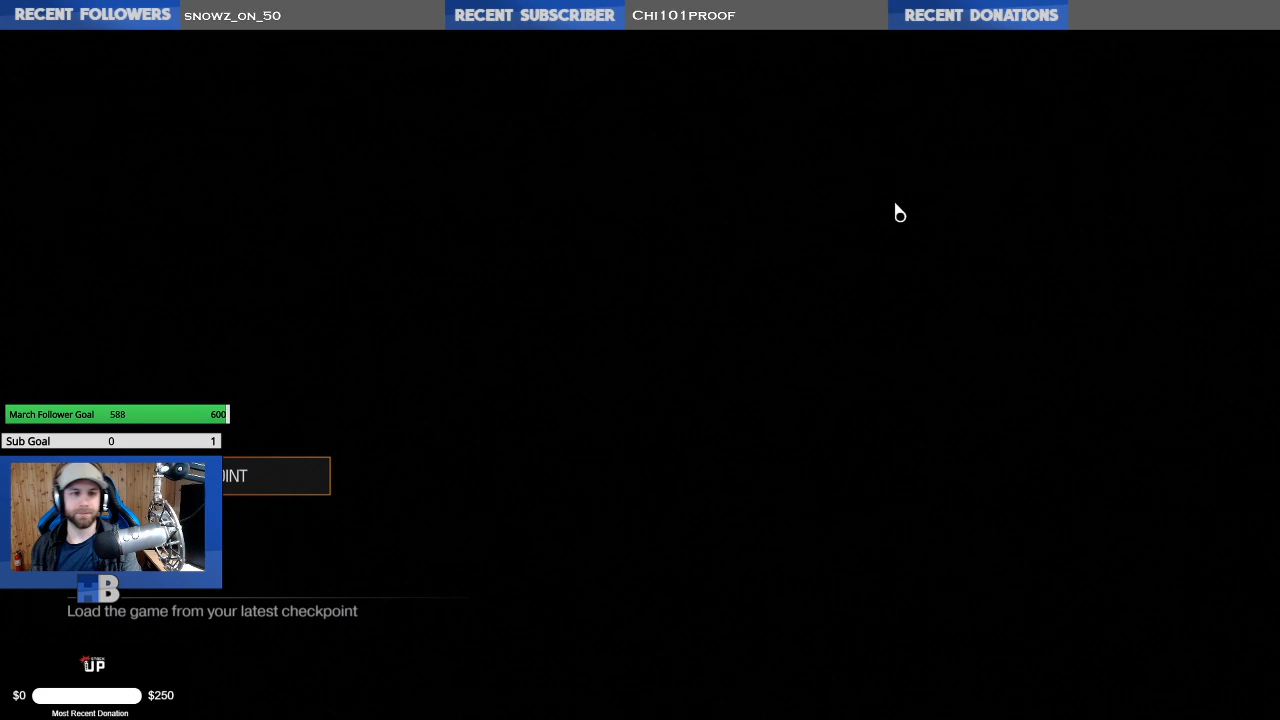 RECENT FOLLOWERS
SNOWZ_ON_50
RECENT SUBSCRIBER
CHI101PROOF
RECENT DONATIONS
March Follower Goal 588 600
Sub Goal 0 1
INT
HB
Load the game from your latest checkpoint
UP
$0 $250
Most Recent Donation